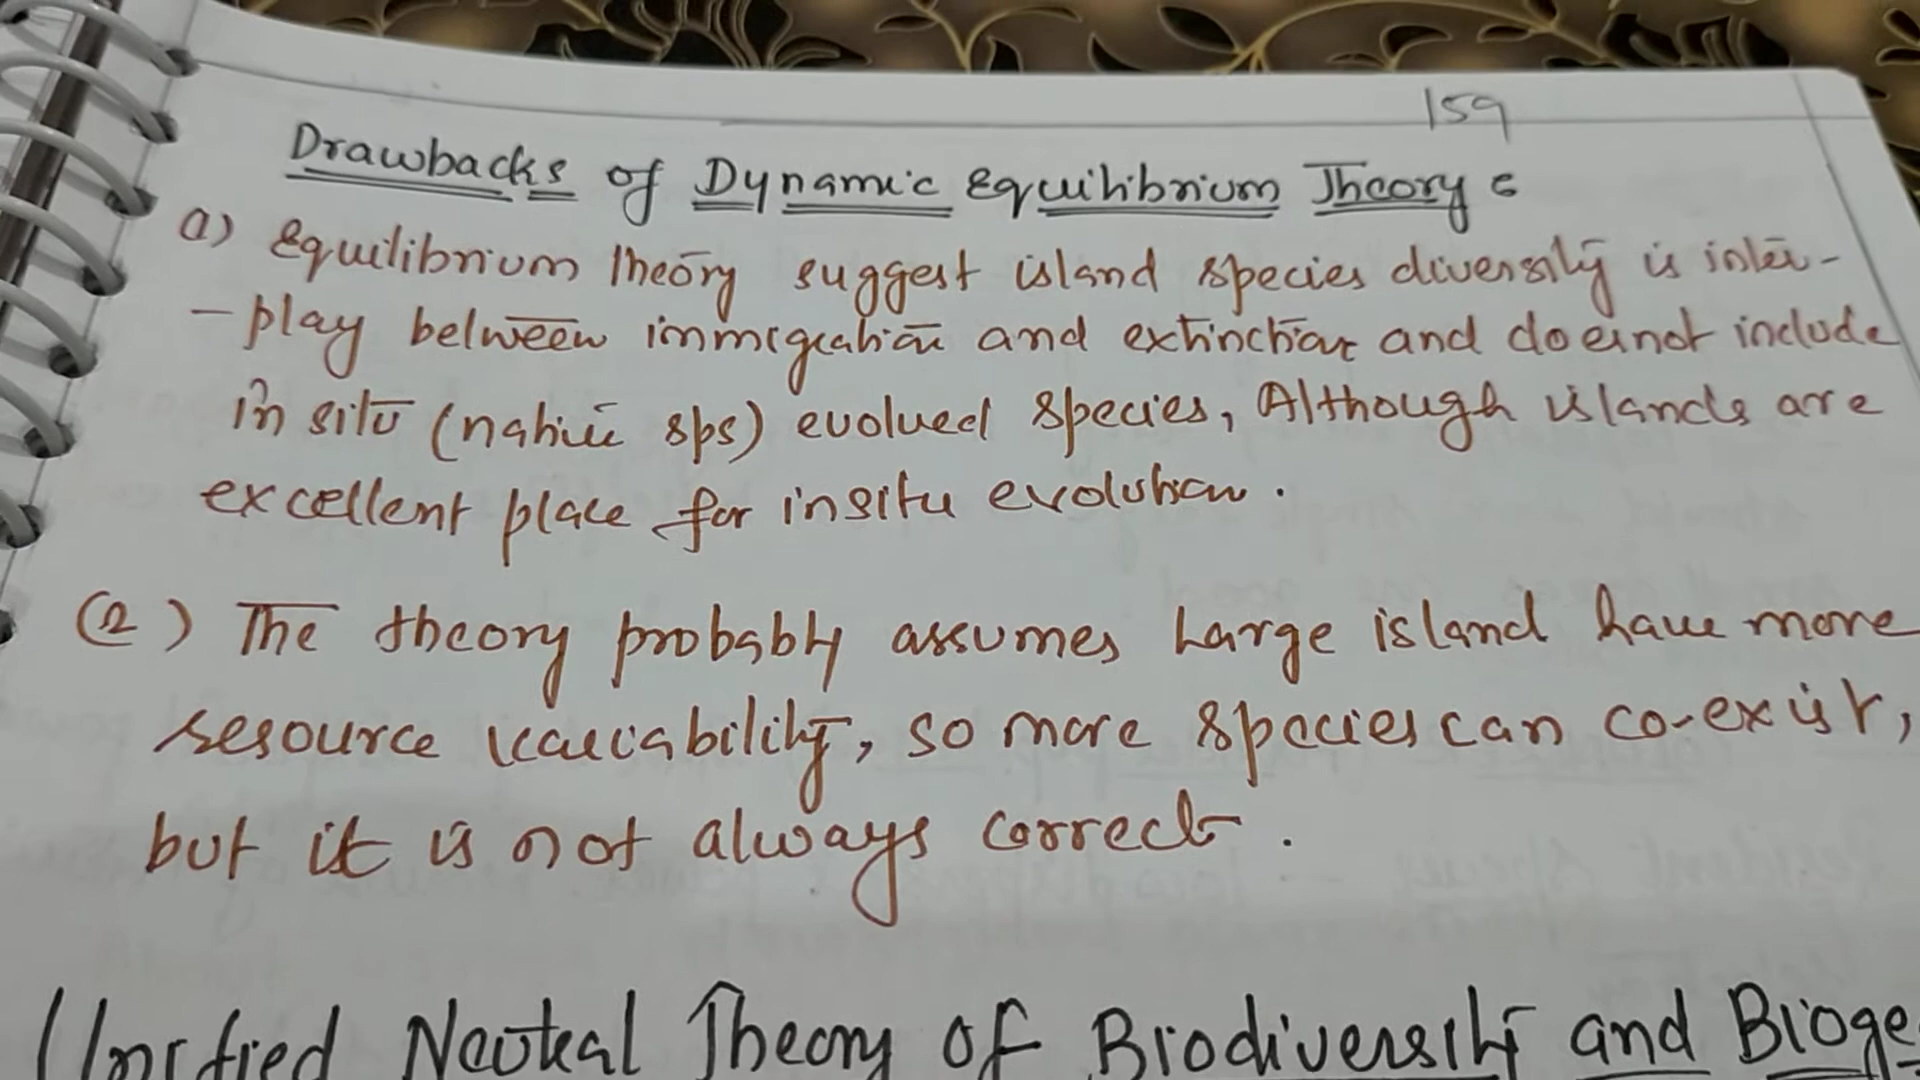 159
Drawbacks of Dynamic Equilibrium Theory :
a) Equilibrium theory suggest island species diversity is inter-
- play between immigration and extinction and doesnot include
in situ (native sps) evolved species, Although islands are
excellent place for insitu evolution.
(2) The theory probably assumes Large island have more
resource variability, so more species can co-exist,
but it is not always correct.
Unified Neutral Theory of Biodiversity and Bioge